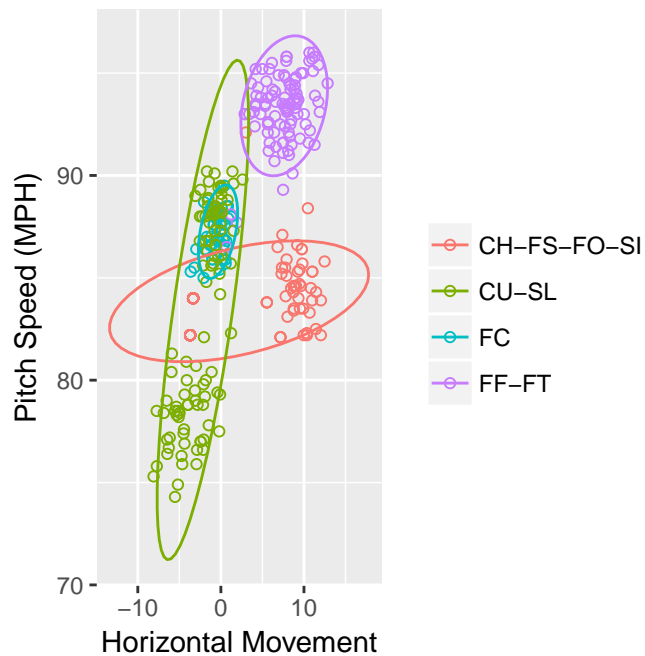 Pitch Speed (MPH)
90
80
70
−10 0 10
Horizontal Movement
CH−FS−FO−SI
CU−SL
FC
FF−FT